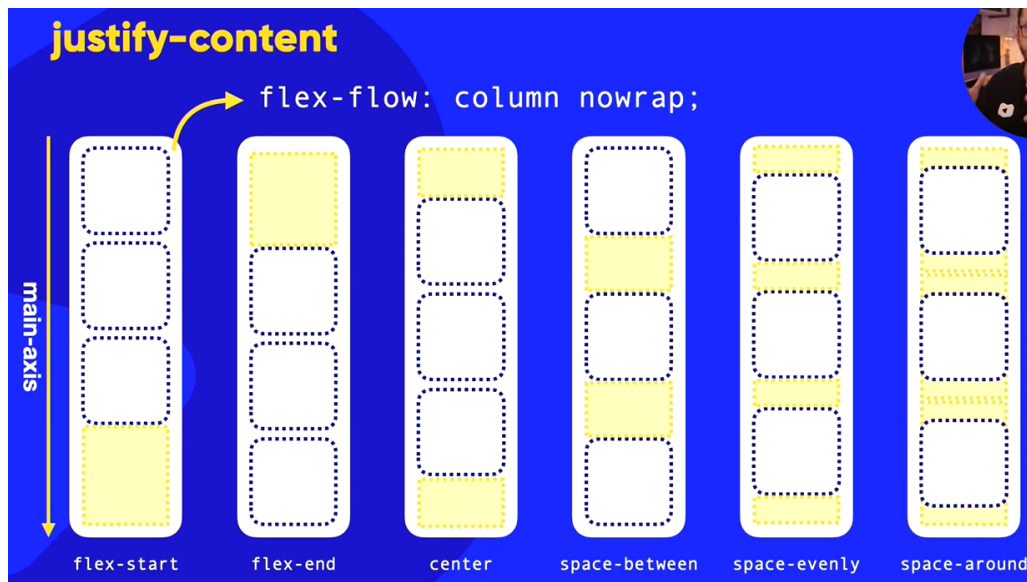 justify-content
flex-flow: column nowrap;
main-axis
flex-start
flex-end
center
space-between
space-evenly
space-around